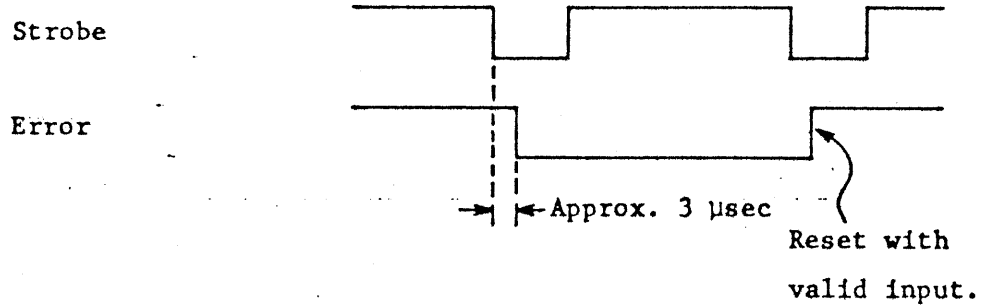 Strobe
Error
Approx. 3 μsec
Reset with
valid input.